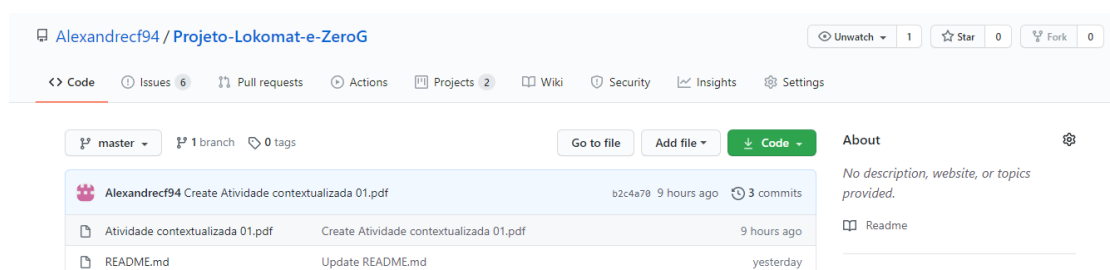 Alexandrecf94 / Projeto-Lokomat-e-ZeroG
Unwatch 1 Star 0 Fork 0
Code Issues 6 Pull requests Actions Projects 2 Wiki Security Insights Settings
master 1 branch 0 tags Go to file Add file Code
About
No description, website, or topics
provided.
Readme
Alexandrecf94 Create Atividade contextualizada 01.pdf b2c4a70 9 hours ago 3 commits
Atividade contextualizada 01.pdf Create Atividade contextualizada 01.pdf 9 hours ago
README.md Update README.md yesterday